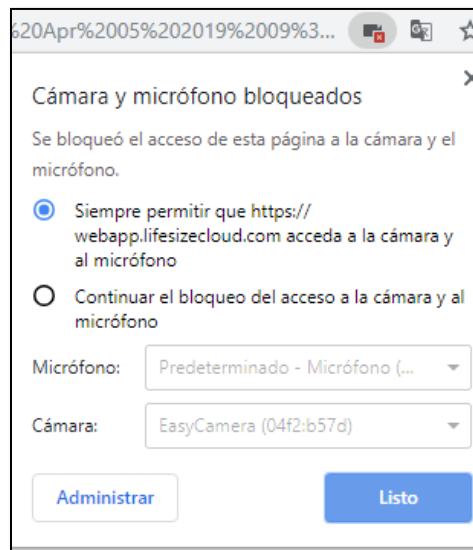 %20Apr%2005%202019%2009%3...
Cámara y micrófono bloqueados
Se bloqueó el acceso de esta página a la cámara y el
micrófono.
Siempre permitir que https://
webapp.lifesizecloud.com acceda a la cámara y
al micrófono
Continuar el bloqueo del acceso a la cámara y al
micrófono
Micrófono: Predeterminado - Micrófono (...
Cámara: EasyCamera (04f2:b57d)
Administrar Listo